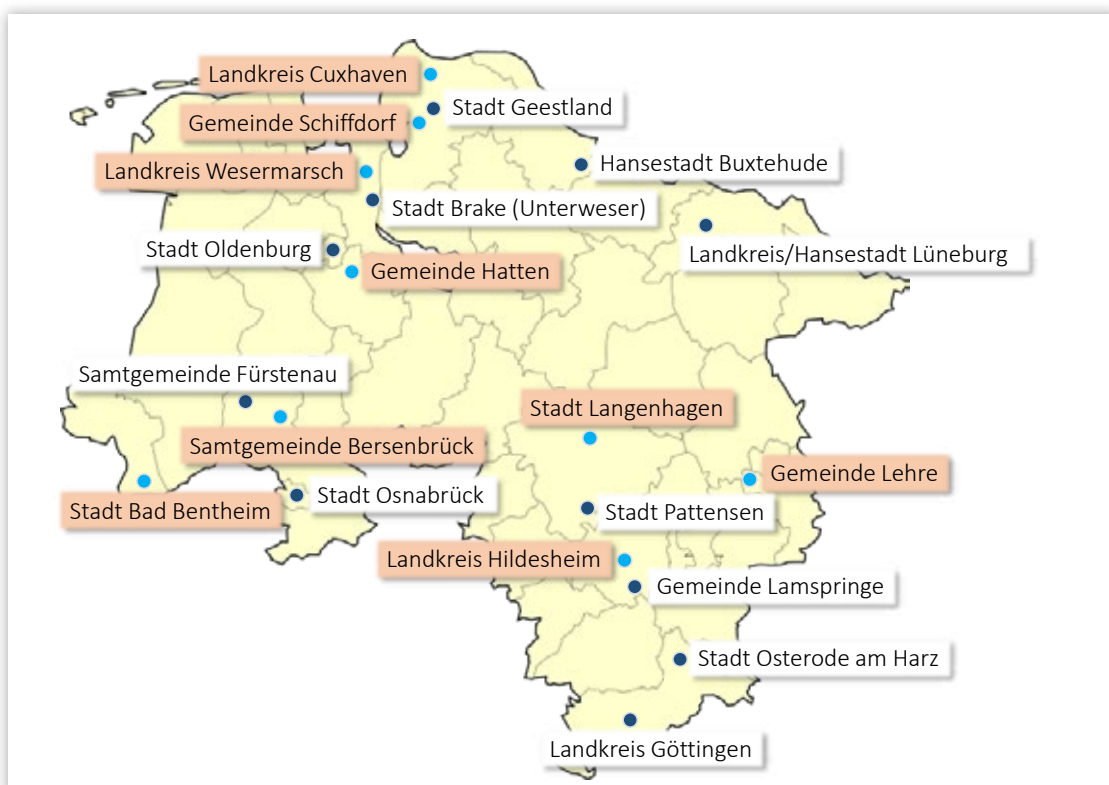 Landkreis Cuxhaven
Stadt Geestland
Gemeinde Schiffdorf
Hansestadt Buxtehude
Landkreis Wesermarsch
Stadt Brake (Unterweser)
Stadt Oldenburg
Landkreis/Hansestadt Lüneburg
Gemeinde Hatten
Samtgemeinde Fürstenau
Stadt Langenhagen
Samtgemeinde Bersenbrück
Gemeinde Lehre
Stadt Osnabrück
Stadt Bad Bentheim
Stadt Pattensen
Landkreis Hildesheim
Gemeinde Lamspringe
Stadt Osterode am Harz
Landkreis Göttingen